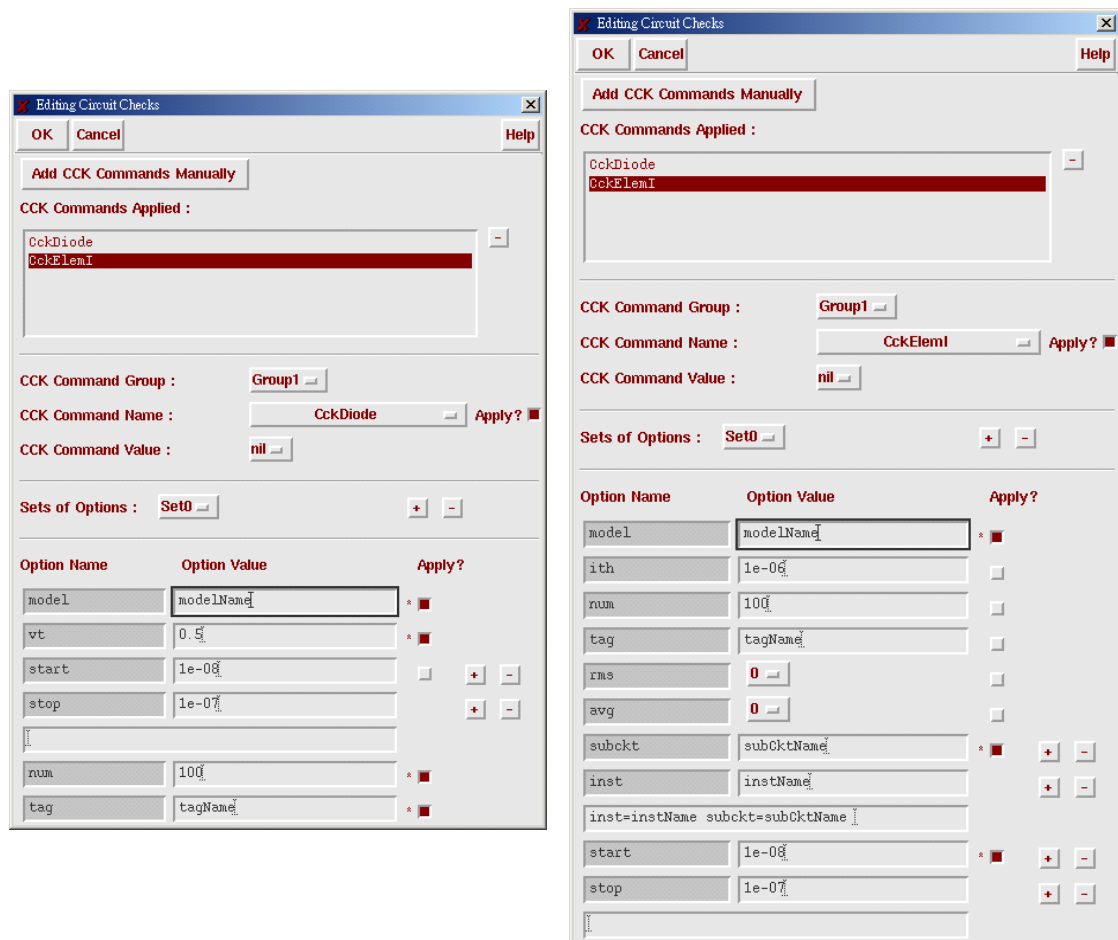 Editing Circuit Checks
OK Cancel Help
Add CCK Commands Manually
CCK Commands Applied :
CckDiode
CckElemI
-
CCK Command Group : Group1
CCK Command Name : CckDiode Apply?
CCK Command Value : nil
Sets of Options : Set0 + -
Option Name Option Value Apply?
model modelName *
vt 0.5 *
start 1e-08 + -
stop 1e-07 + -
num 100 *
tag tagName *
Editing Circuit Checks
OK Cancel Help
Add CCK Commands Manually
CCK Commands Applied :
CckDiode
CckElemI
-
CCK Command Group : Group1
CCK Command Name : CckElemI Apply?
CCK Command Value : nil
Sets of Options : Set0 + -
Option Name Option Value Apply?
model modelName *
ith 1e-06
num 100
tag tagName
rms 0
avg 0
subckt subCktName * + -
inst instName + -
inst=instName subckt=subCktName
start 1e-08 * + -
stop 1e-07 + -